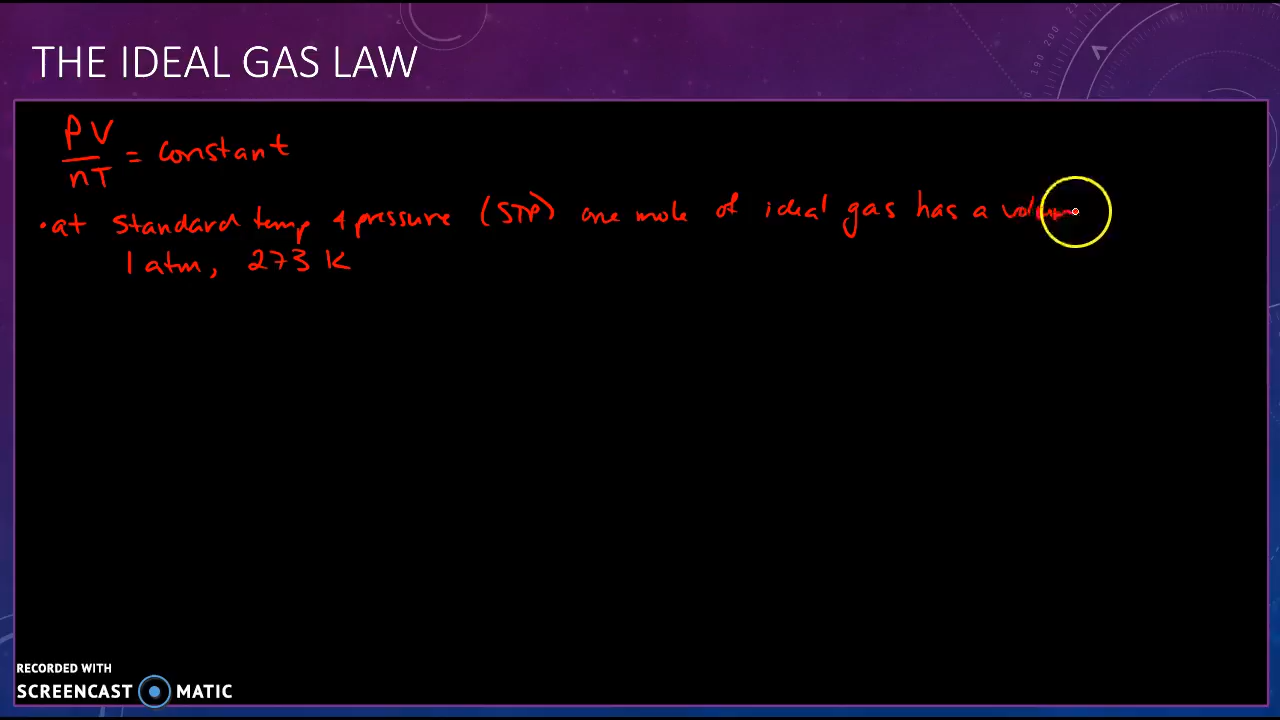 THE IDEAL GAS LAW
PV
nT = constant
• at standard temp & pressure (STP) one mole of ideal gas has a volum
1 atm, 273 K
RECORDED WITH
SCREENCAST MATIC